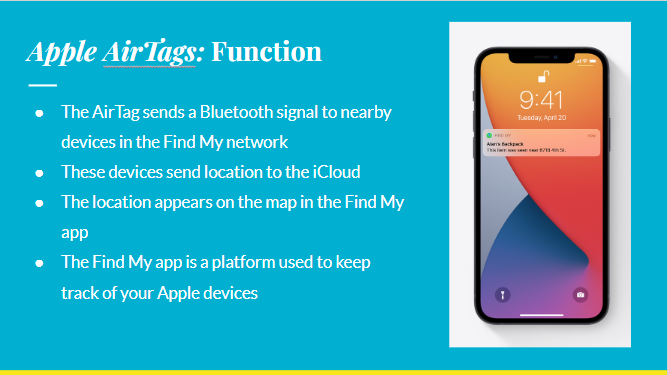 Apple AirTags: Function
● The AirTag sends a Bluetooth signal to nearby
devices in the Find My network
● These devices send location to the iCloud
● The location appears on the map in the Find My
app
● The Find My app is a platform used to keep
track of your Apple devices
9:41
Tuesday, April 20
FIND MY now
Backpack
This item was seen near